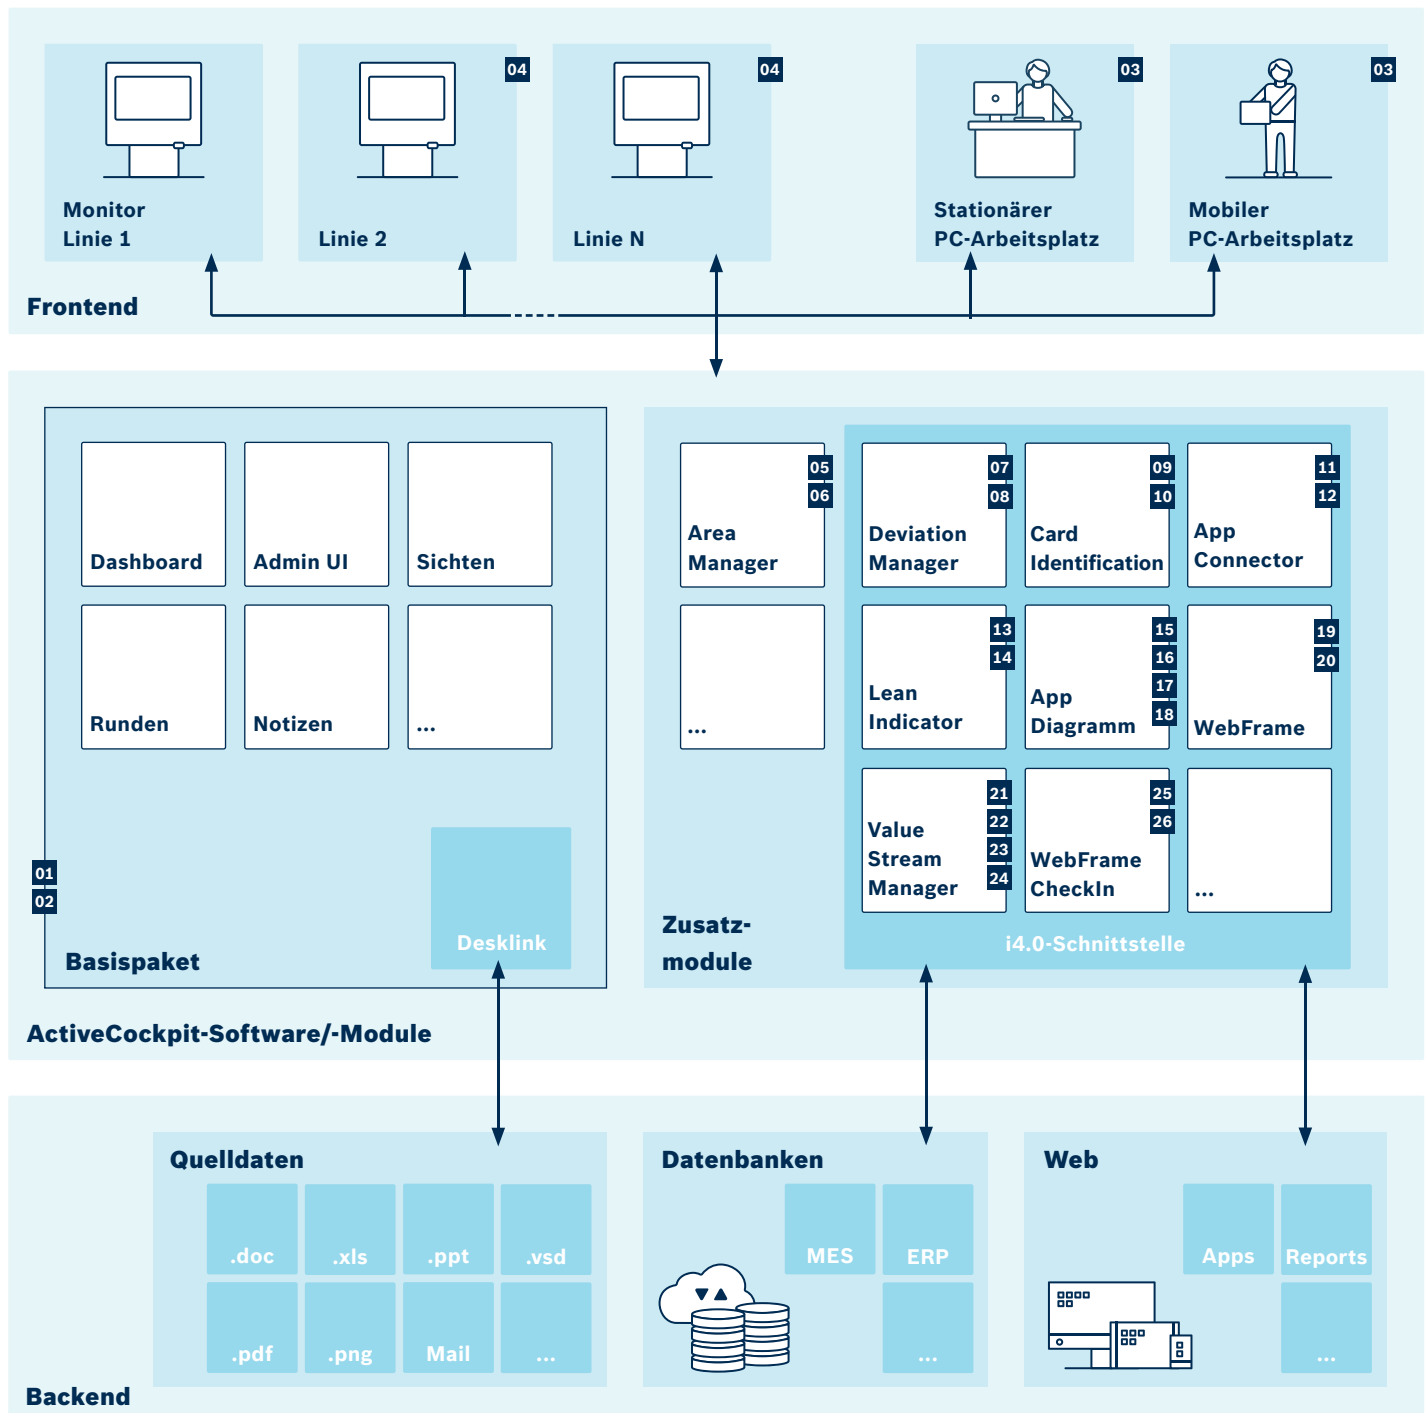 04
04
03
03
Monitor
Linie 1
Linie 2
Linie N
Stationärer
PC-Arbeitsplatz
Mobiler
PC-Arbeitsplatz
Frontend
Dashboard
Admin UI
Sichten
Runden
Notizen
...
01
02
Desklink
Basispaket
05
06
Area
Manager
...
07
08
Deviation
Manager
09
10
Card
Identification
11
12
App
Connector
13
14
Lean
Indicator
15
16
17
18
App
Diagramm
19
20
WebFrame
21
22
23
24
Value
Stream
Manager
25
26
WebFrame
CheckIn
...
i4.0-Schnittstelle
Zusatz-
module
ActiveCockpit-Software/-Module
Quelldaten
.doc
.xls
.ppt
.vsd
.pdf
.png
Mail
...
Datenbanken
MES
ERP
...
Web
Apps
Reports
...
Backend